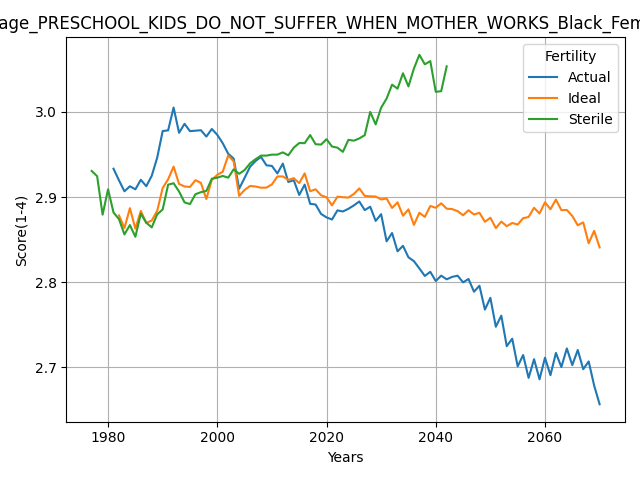 age_PRESCHOOL_KIDS_DO_NOT_SUFFER_WHEN_MOTHER_WORKS_Black_Fem
Fertility
Actual
Ideal
Sterile
3.0
2.9
2.8
2.7
Score(1-4)
1980 2000 2020 2040 2060
Years